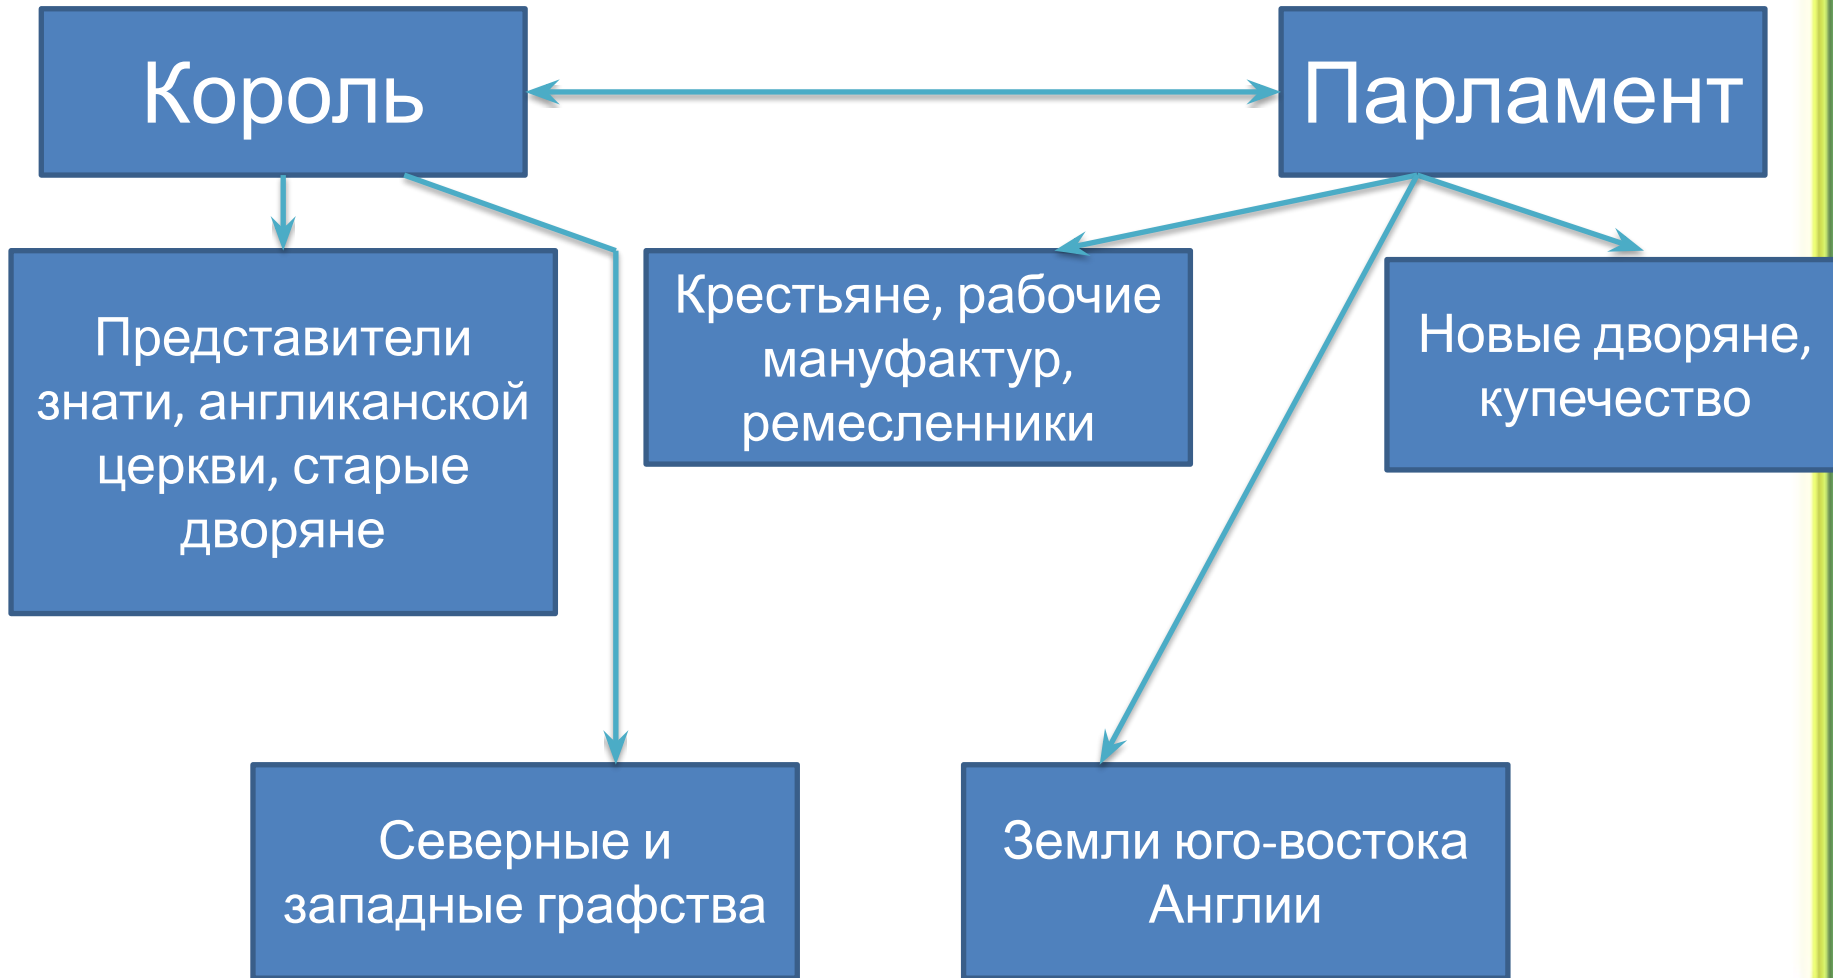 Король
Парламент
Представители
знати, англиканской
церкви, старые
дворяне
Крестьяне, рабочие
мануфактур,
ремесленники
Новые дворяне,
купечество
Северные и
западные графства
Земли юго-востока
Англии